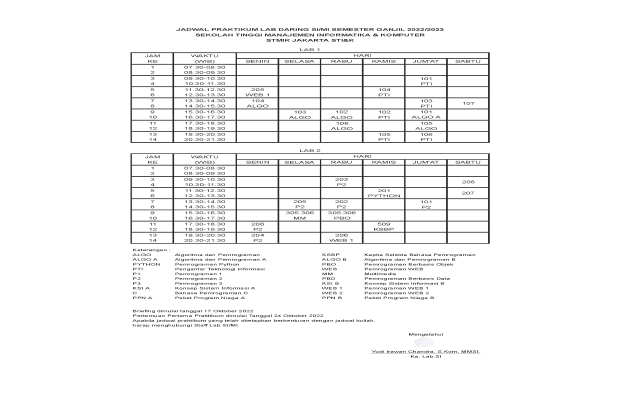 JADWAL PRAKTIKUM LAB DARING SI/MI SEMESTER GANJIL 2022/2023
SEKOLAH TINGGI MANAJEMEN INFORMATIKA & KOMPUTER
STMIK JAKARTA STI&K
LAB 1
JAM KE WAKTU (WIB) HARI
SENIN SELASA RABU KAMIS JUM'AT SABTU
1 07.30-08.30
2 08.30-09.30
3 09.30-10.30 101
4 10.30-11.30 PTI
5 11.30-12.30 205 104
6 12.30-13.30 WEB 1 PTI
7 13.30-14.30 104 103 107
8 14.30-15.30 ALGO PTI
9 15.30-16.30 103 102 102 101
10 16.30-17.30 ALGO ALGO PTI ALGO A
11 17.30-18.30 106 105
12 18.30-19.30 ALGO ALGO
13 19.30-20.30 105 106
14 20.30-21.30 PTI PTI
LAB 2
JAM KE WAKTU (WIB) HARI
SENIN SELASA RABU KAMIS JUM'AT SABTU
1 07.30-08.30
2 08.30-09.30
3 09.30-10.30 203 206
4 10.30-11.30 P2
5 11.30-12.30 201 207
6 12.30-13.30 PYTHON
7 13.30-14.30 205 202 101
8 14.30-15.30 P2 P2 P2
9 15.30-16.30 305 306 305 306
10 16.30-17.30 MM PBO
11 17.30-18.30 206 509
12 18.30-19.30 P2 KSBP
13 19.30-20.30 204 206
14 20.30-21.30 P2 WEB 1
Keterangan :
ALGO Algoritma dan Pemrograman KSBP Kapita Selekta Bahasa Pemrograman
ALGO A Algoritma dan Pemrograman A ALGO B Algoritma dan Pemrograman B
PYTHON Pemrograman Python PBO Pemrograman Berbasis Objek
PTI Pengantar Teknologi Informasi WEB Pemrograman WEB
P1 Pemrograman 1 MM Multimedia
P2 Pemrograman 2 PBD Pemrograman Berbasis Data
P3 Pemrograman 3 KSI B Konsep Sistem Informasi B
KSI A Konsep Sistem Informasi A WEB 1 Pemrograman WEB 1
C Bahasa Pemrograman C WEB 2 Pemrograman WEB 2
PPN A Paket Program Niaga A PPN B Paket Program Niaga B
Briefing dimulai tanggal 17 Oktober 2022
Pertemuan Pertama Praktikum dimulai Tanggal 24 Oktober 2022
Apabila jadwal praktikum yang telah ditetapkan berbenturan dengan jadwal kuliah,
harap menghubungi Staff Lab SI/MI.
Mengetahui
Yudi Irawan Chandra, S.Kom, MMSI.
Ka. Lab SI